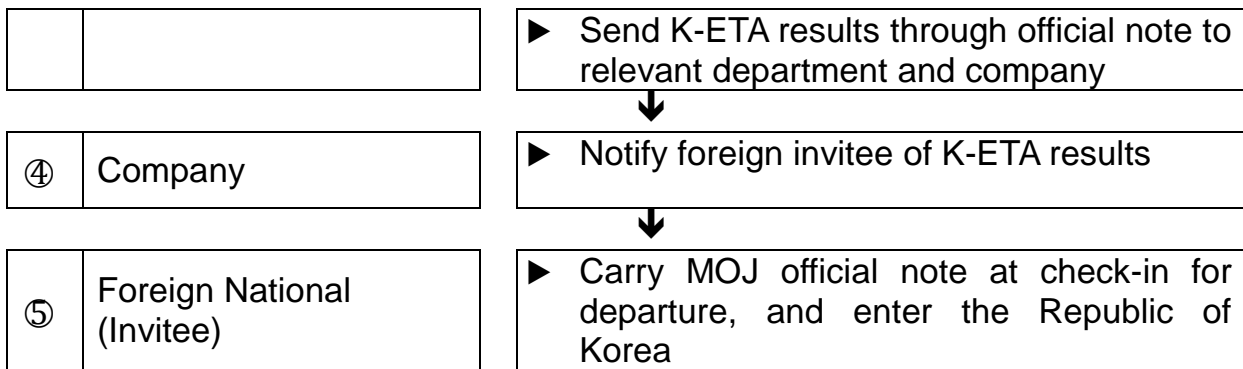 ▶ Send K-ETA results through official note to
relevant department and company
🡻
④ Company
▶ Notify foreign invitee of K-ETA results
🡻
⑤ Foreign National
(Invitee)
▶ Carry MOJ official note at check-in for
departure, and enter the Republic of
Korea